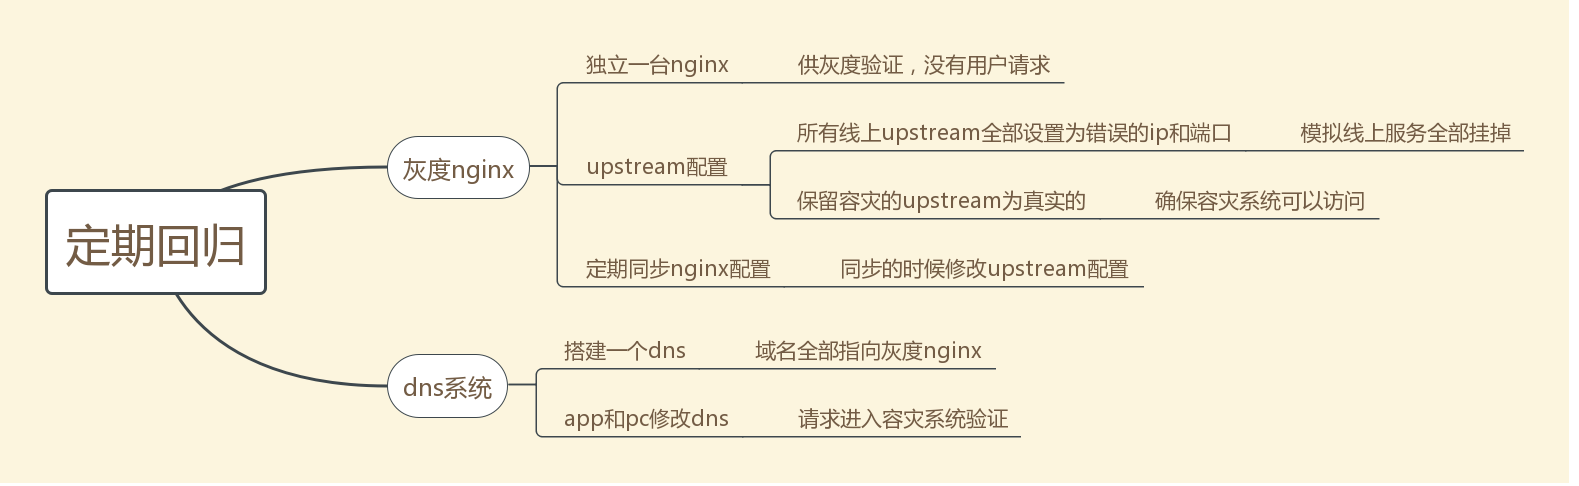 定期回归
灰度nginx
独立一台nginx
供灰度验证，没有用户请求
upstream配置
所有线上upstream全部设置为错误的ip和端口
模拟线上服务全部挂掉
保留容灾的upstream为真实的
确保容灾系统可以访问
定期同步nginx配置
同步的时候修改upstream配置
dns系统
搭建一个dns
域名全部指向灰度nginx
app和pc修改dns
请求进入容灾系统验证